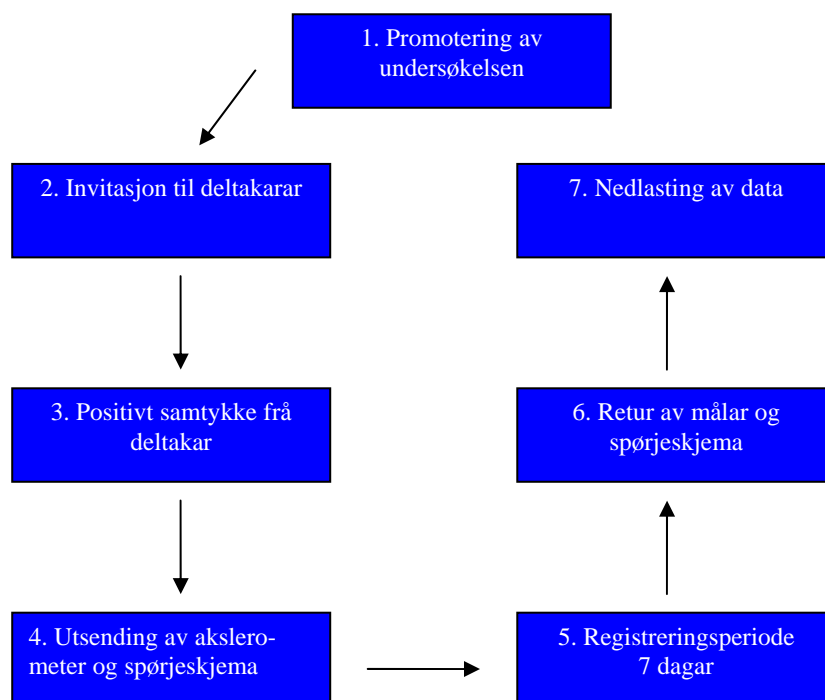 1. Promotering av
undersøkelsen
2. Invitasjon til deltakarar
3. Positivt samtykke frå
deltakar
4. Utsending av akslero-
meter og spørjeskjema
5. Registreringsperiode
7 dagar
6. Retur av målar og
spørjeskjema
7. Nedlasting av data